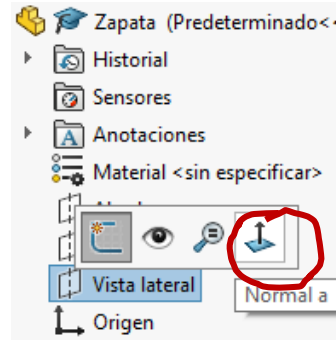 Zapata (Predeterminado<<
Historial
Sensores
Anotaciones
Material <sin especificar>
Vista lateral
Normal a
Origen